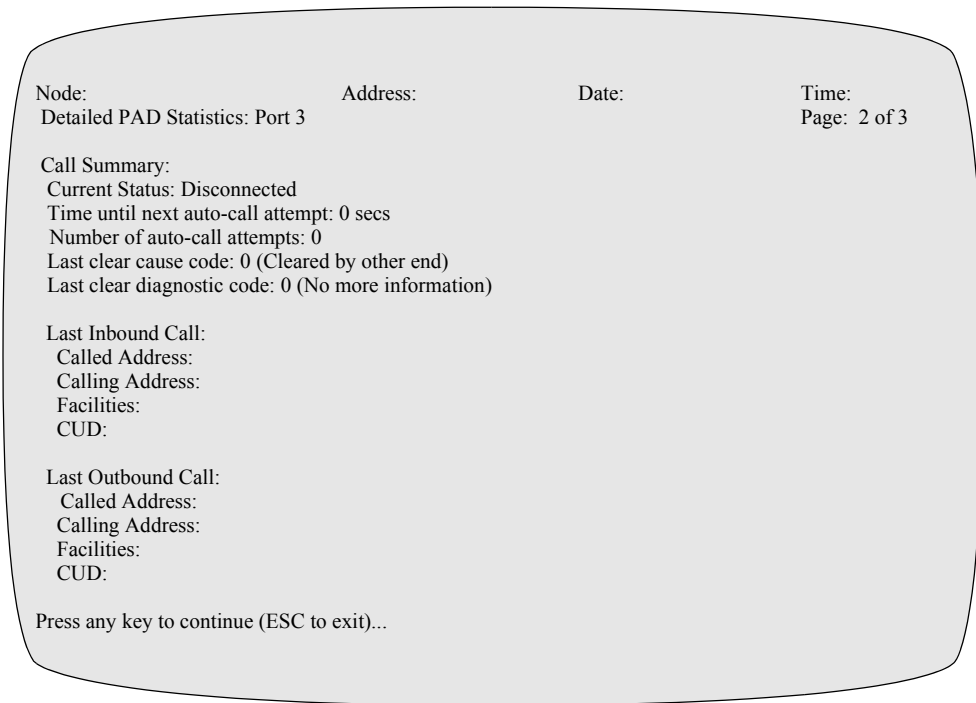 Node: Address: Date: Time:
Detailed PAD Statistics: Port 3 Page: 2 of 3
Call Summary:
Current Status: Disconnected
Time until next auto-call attempt: 0 secs
Number of auto-call attempts: 0
Last clear cause code: 0 (Cleared by other end)
Last clear diagnostic code: 0 (No more information)
Last Inbound Call:
Called Address:
Calling Address:
Facilities:
CUD:
Last Outbound Call:
Called Address:
Calling Address:
Facilities:
CUD:
Press any key to continue (ESC to exit)...